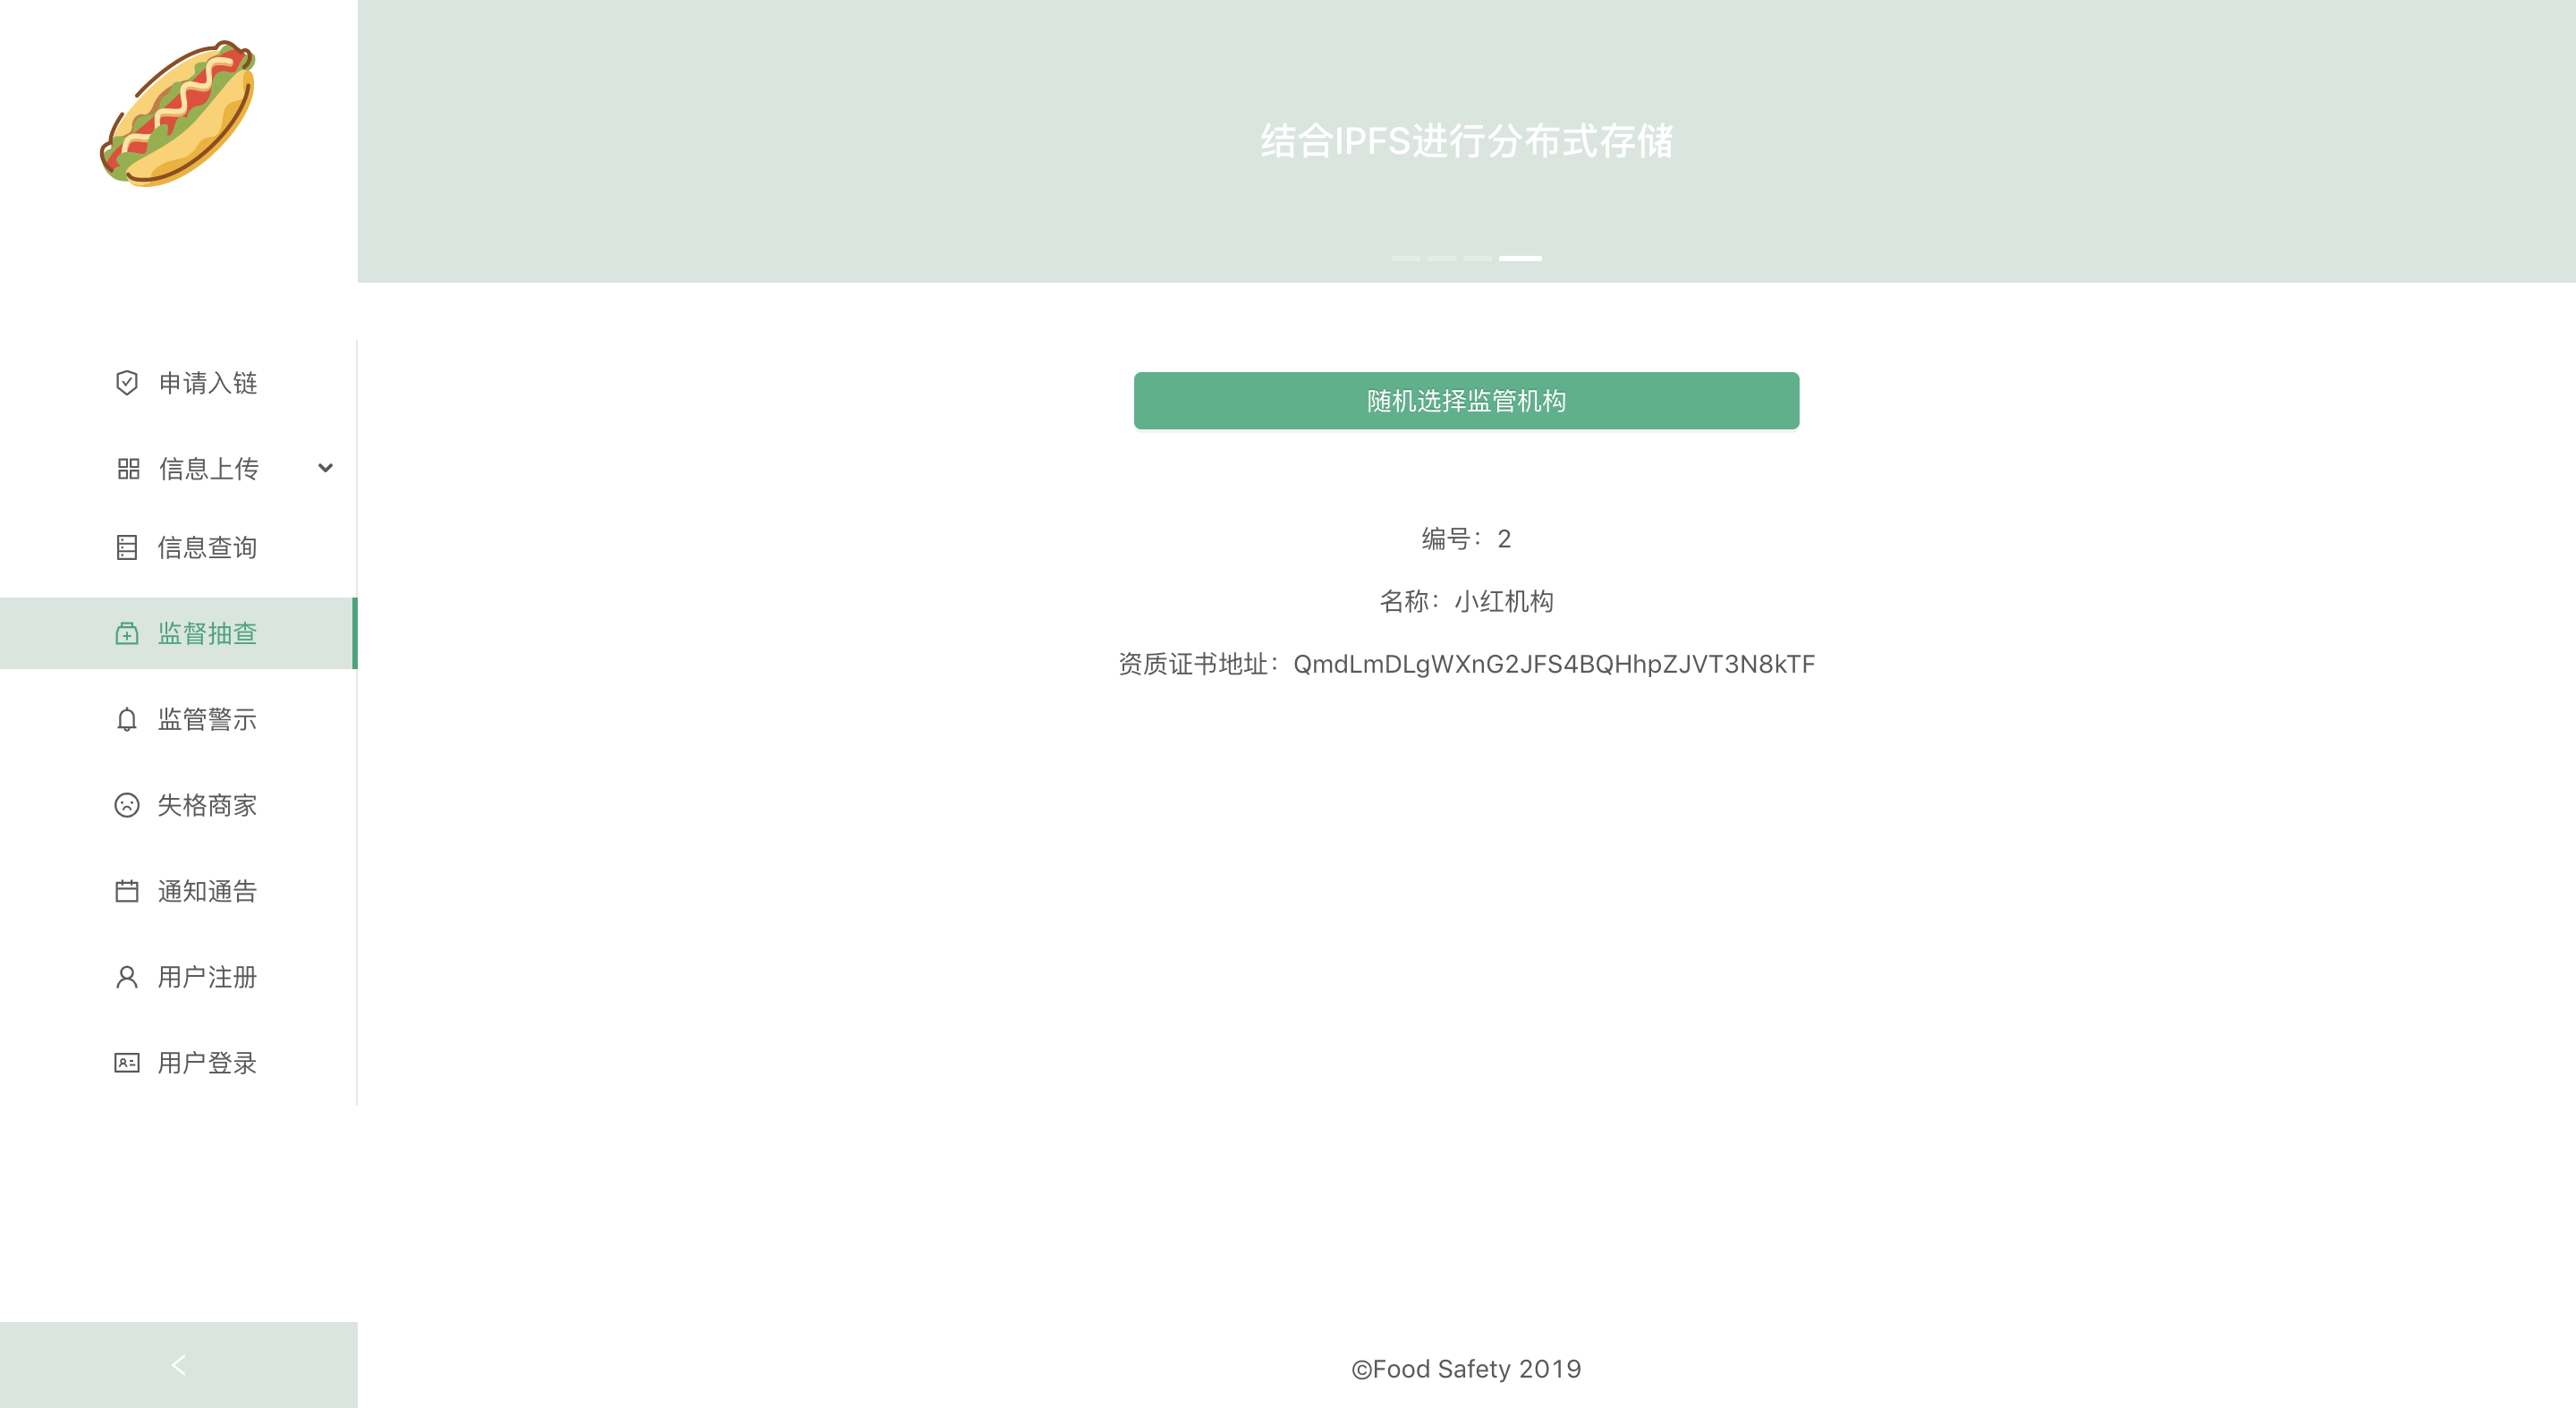 结合IPFS进行分布式存储
申请入链
信息上传
信息查询
监督抽查
监管警示
失格商家
通知通告
用户注册
用户登录
随机选择监管机构
编号：2
名称：小红机构
资质证书地址：QmdLmDLgWXnG2JFS4BQHhpZJVT3N8kTF
©Food Safety 2019